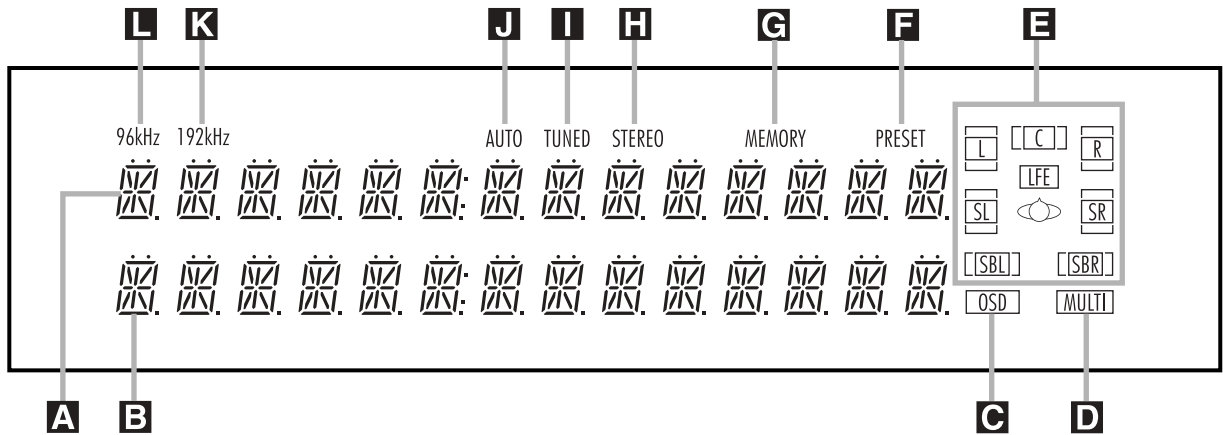 L K J I H G F E
96kHz 192kHz AUTO TUNED STEREO MEMORY PRESET
L C R
LFE
SL SR
SBL SBR
OSD MULTI
A B C D